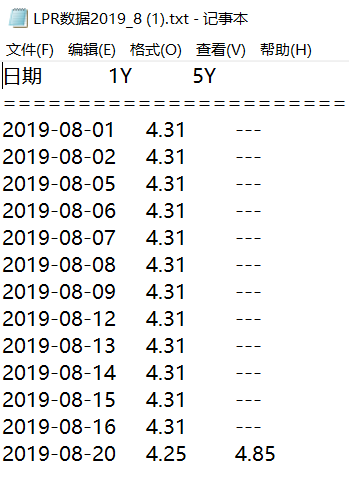 LPR数据2019_8 (1).txt - 记事本
文件(F) 编辑(E) 格式(O) 查看(V) 帮助(H)
日期 1Y 5Y
=======================
2019-08-01 4.31 ---
2019-08-02 4.31 ---
2019-08-05 4.31 ---
2019-08-06 4.31 ---
2019-08-07 4.31 ---
2019-08-08 4.31 ---
2019-08-09 4.31 ---
2019-08-12 4.31 ---
2019-08-13 4.31 ---
2019-08-14 4.31 ---
2019-08-15 4.31 ---
2019-08-16 4.31 ---
2019-08-20 4.25 4.85